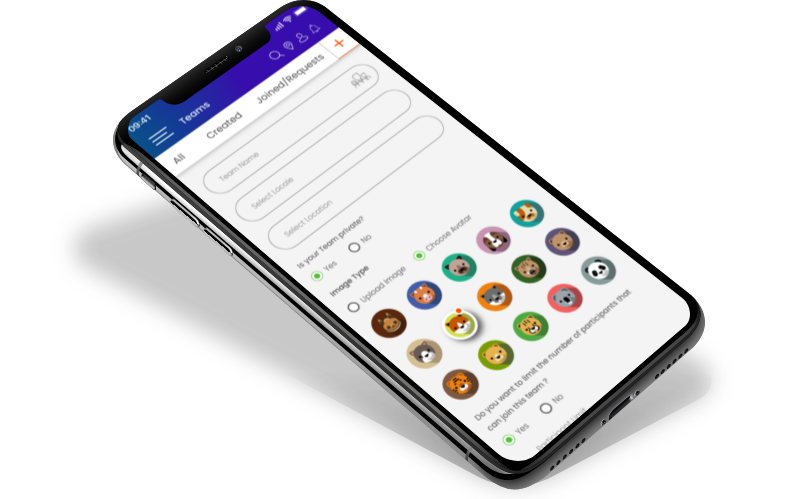 09:41
Teams
All Created Joined/Requests +
Team Name
Select Locale
Select Location
Is your Team private?
Yes No
Image Type
Upload Image Choose Avatar
Do you want to limit the number of participants that
can join this team ?
Yes No
Participant Limit